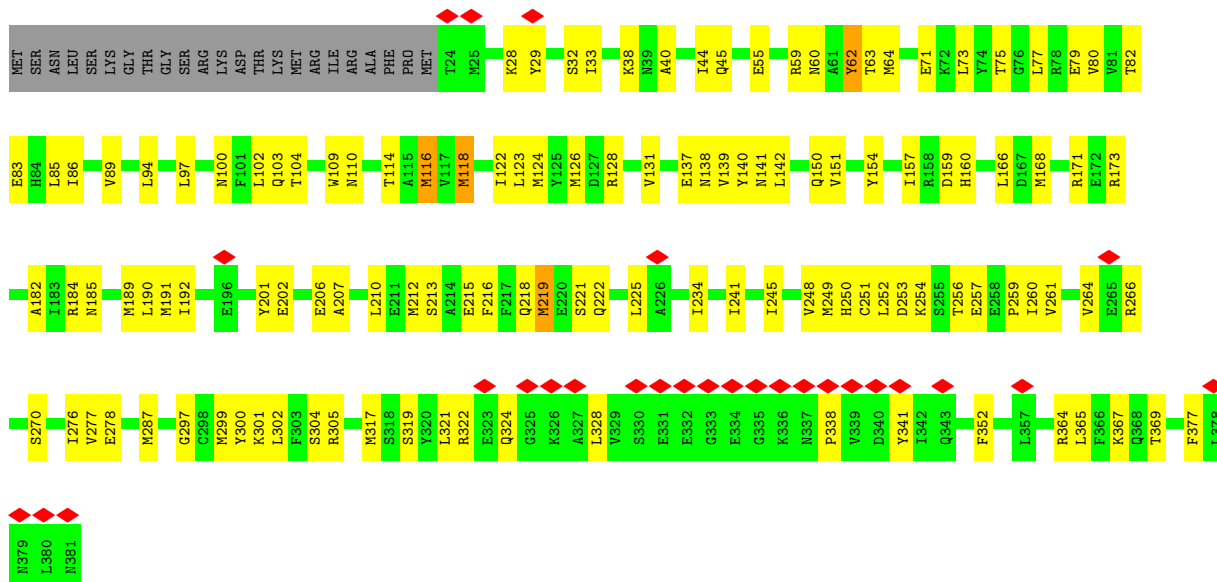 MET SER ASN LEU SER LYS GLY THR GLY SER ARG LYS ASP THR LYS MET ARG ILE ARG ALA PHE PRO MET T24 M25 K28 Y29 S32 I33 K38 N39 A40 I44 Q45 E55 R59 N60 A61 Y62 T63 M64 E71 K72 L73 Y74 T75 G76 L77 R78 E79 V80 V81 T82
E83 H84 L85 I86 V89 L94 L97 N100 F101 L102 Q103 T104 W109 N110 T114 A115 M116 V117 M118 I122 L123 M124 Y125 M126 D127 R128 V131 E137 N138 V139 Y140 N141 L142 Q150 V151 Y154 I157 R158 D159 H160 L166 D167 M168 R171 E172 R173
A182 I183 R184 N185 M189 L190 M191 I192 E196 Y201 E202 E206 A207 L210 E211 M212 S213 A214 E215 F216 F217 Q218 M219 E220 S221 Q222 L225 A226 I234 I241 I245 V248 M249 H250 C251 L252 D253 K254 S255 T256 E257 E258 P259 I260 V261 V264 E265 R266
S270 I276 V277 E278 M287 G297 C298 M299 Y300 K301 L302 F303 S304 R305 M317 S318 S319 Y320 L321 R322 E323 Q324 G325 K326 A327 L328 V329 S330 E331 E332 G333 E334 G335 K336 N337 P338 V339 D340 Y341 I342 Q343 F352 L357 R364 L365 F366 K367 Q368 T369 F377 L378
N379 L380 N381